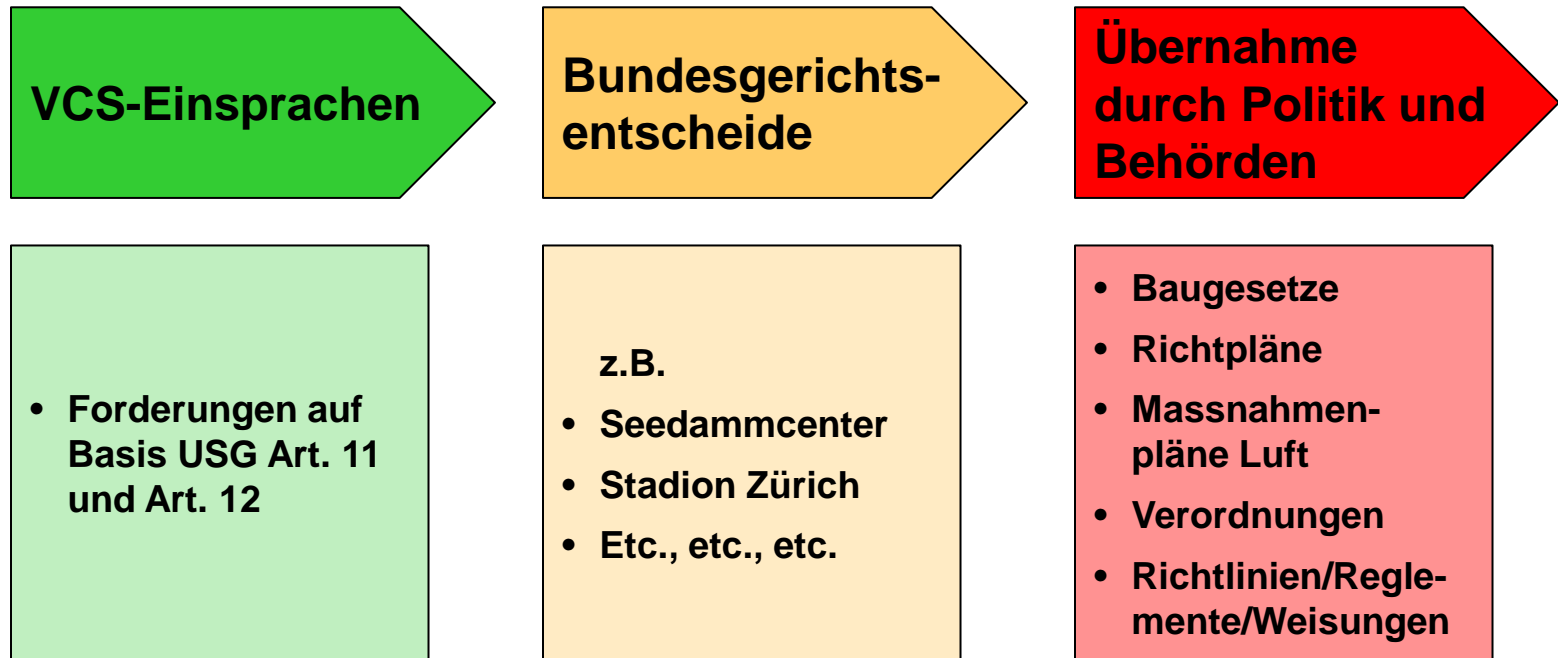 VCS-Einsprachen
Bundesgerichts-
entscheide
Übernahme
durch Politik und
Behörden
• Forderungen auf
Basis USG Art. 11
und Art. 12
z.B.
• Seedammcenter
• Stadion Zürich
• Etc., etc., etc.
• Baugesetze
• Richtpläne
• Massnahmen-
pläne Luft
• Verordnungen
• Richtlinien/Regle-
mente/Weisungen